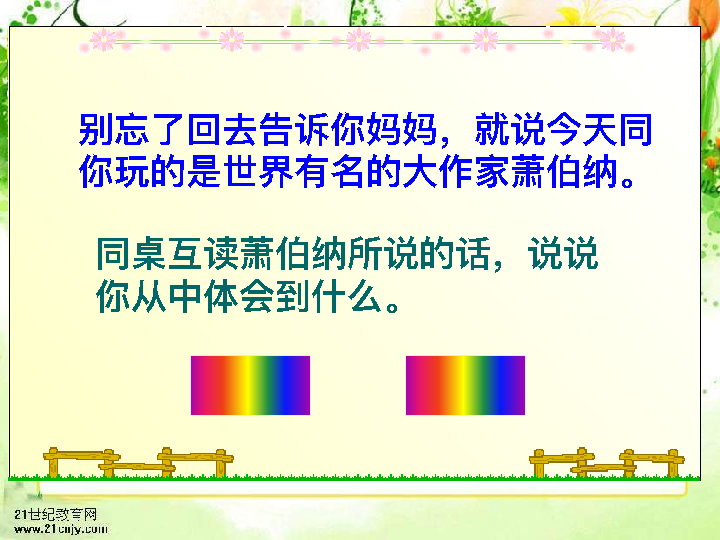 别忘了回去告诉你妈妈，就说今天同
你玩的是世界有名的大作家萧伯纳。
同桌互读萧伯纳所说的话，说说
你从中体会到什么。
21世纪教育网
www.21cnjy.com